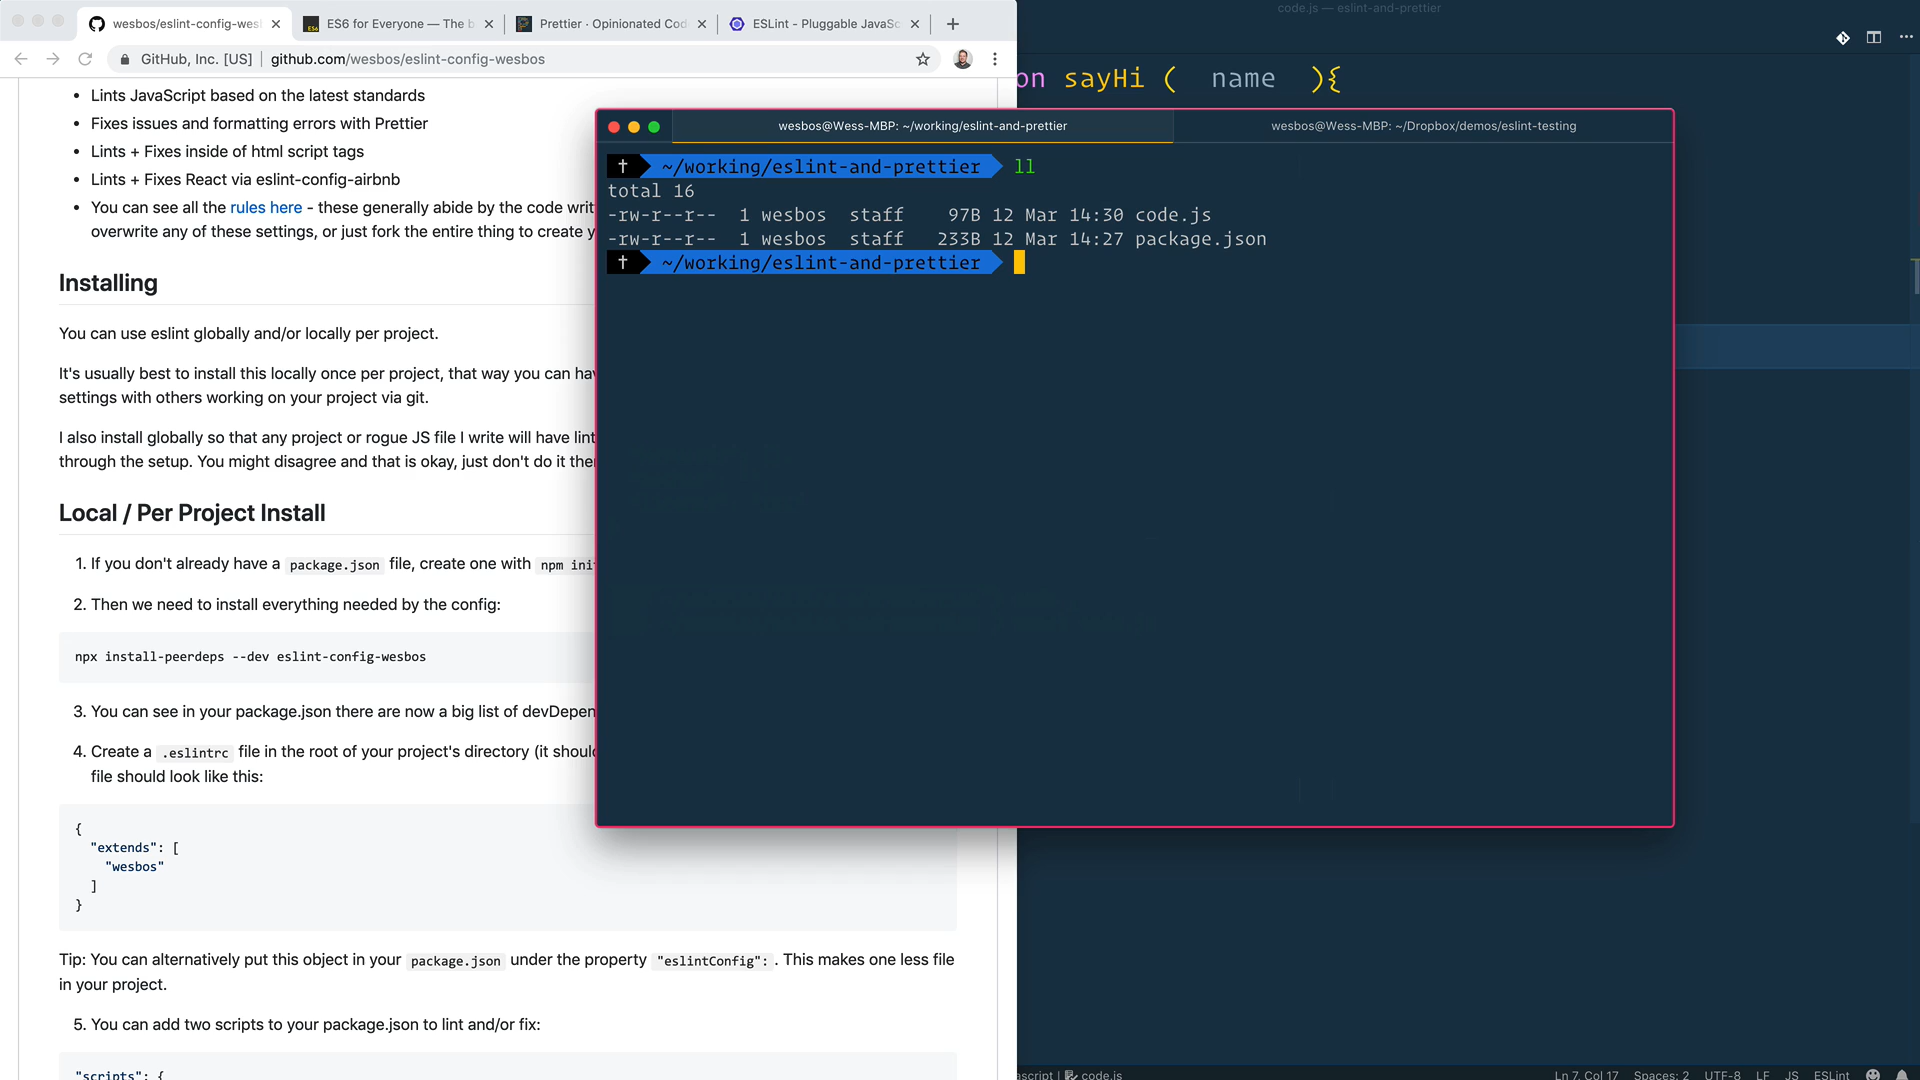 wesbos/eslint-config-wesb
ES6 for Everyone — The b
Prettier · Opinionated Cod
ESLint - Pluggable JavaSc
GitHub, Inc. [US]
github.com/wesbos/eslint-config-wesbos
Lints JavaScript based on the latest standards
Fixes issues and formatting errors with Prettier
Lints + Fixes inside of html script tags
Lints + Fixes React via eslint-config-airbnb
You can see all the rules here - these generally abide by the code writ
overwrite any of these settings, or just fork the entire thing to create y
Installing
You can use eslint globally and/or locally per project.
It's usually best to install this locally once per project, that way you can hav
settings with others working on your project via git.
I also install globally so that any project or rogue JS file I write will have lint
through the setup. You might disagree and that is okay, just don't do it then
Local / Per Project Install
1. If you don't already have a package.json file, create one with npm init
2. Then we need to install everything needed by the config:
npx install-peerdeps --dev eslint-config-wesbos
3. You can see in your package.json there are now a big list of devDepen
4. Create a .eslintrc file in the root of your project's directory (it shoul
file should look like this:
{
"extends": [
"wesbos"
]
}
Tip: You can alternatively put this object in your package.json under the property "eslintConfig":. This makes one less file
in your project.
5. You can add two scripts to your package.json to lint and/or fix:
"scripts": {
code.js — eslint-and-prettier
on sayHi (  name  ){
wesbos@Wess-MBP: ~/working/eslint-and-prettier
wesbos@Wess-MBP: ~/Dropbox/demos/eslint-testing
† ~/working/eslint-and-prettier ll
total 16
-rw-r--r--  1 wesbos  staff    97B 12 Mar 14:30 code.js
-rw-r--r--  1 wesbos  staff   233B 12 Mar 14:27 package.json
† ~/working/eslint-and-prettier
ascript | code.js
Ln 7, Col 17 Spaces: 2 UTF-8 LF JS ESLint